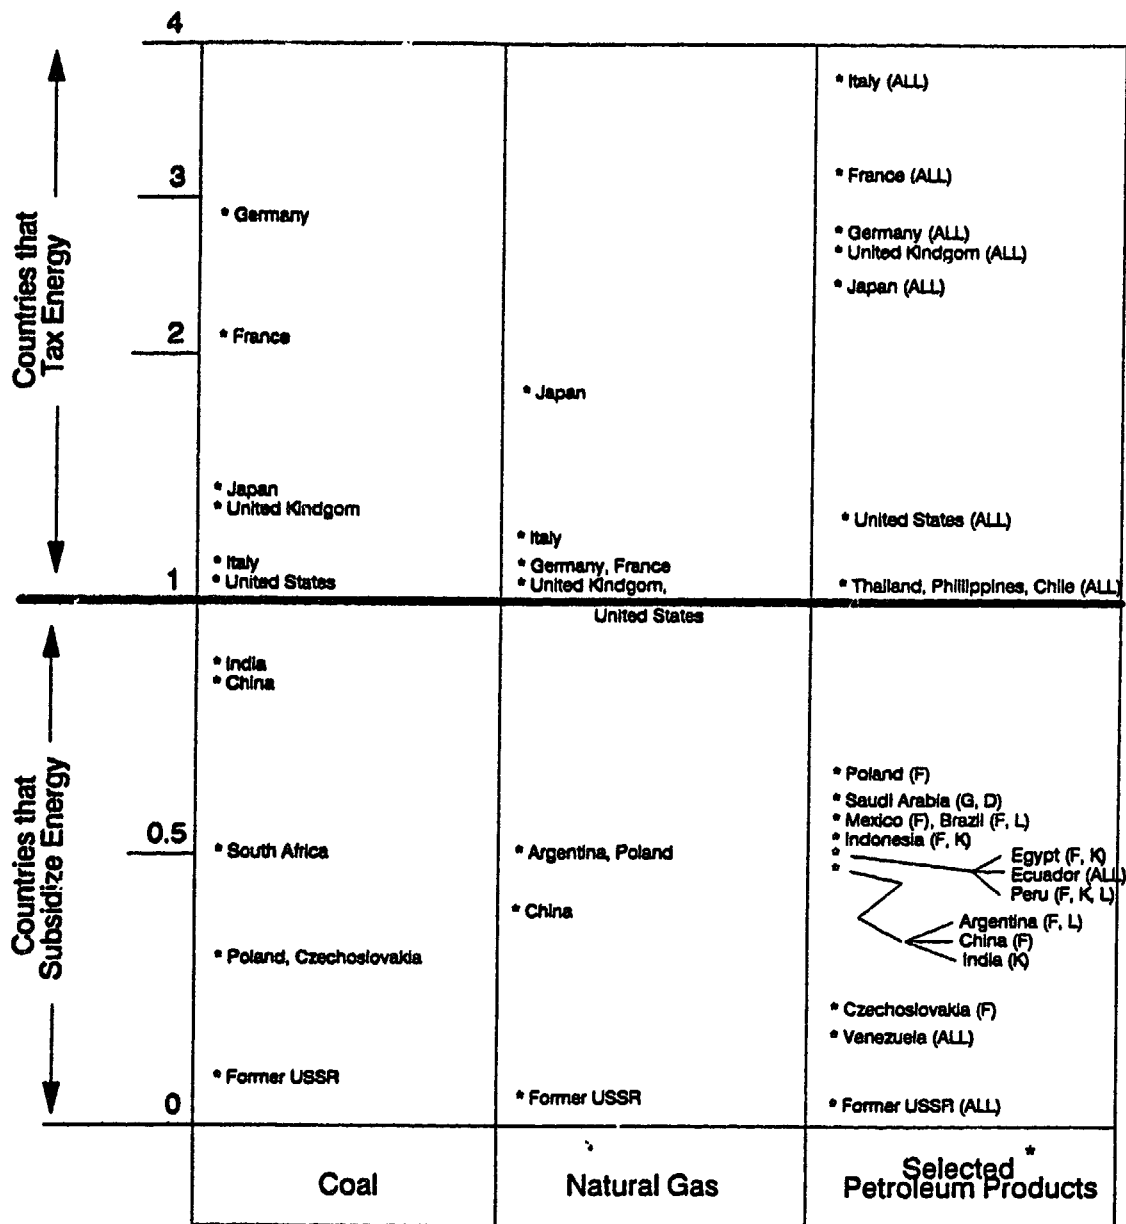 4
3
2
1
0.5
0
Countries that
Tax Energy
Countries that
Subsidize Energy
* Germany
* France
* Japan
* United Kindgom
* Italy
* United States
* India
* China
* South Africa
* Poland, Czechoslovakia
* Former USSR
Coal
* Japan
* Italy
* Germany, France
* United Kindgom,
United States
* Argentina, Poland
* China
* Former USSR
Natural Gas
* Italy (ALL)
* France (ALL)
* Germany (ALL)
* United Kindgom (ALL)
* Japan (ALL)
* United States (ALL)
* Thailand, Phillippines, Chile (ALL)
* Poland (F)
* Saudi Arabia (G, D)
* Mexico (F), Brazil (F, L)
* Indonesia (F, K)
*
Egypt (F, K)
Ecuador (ALL)
Peru (F, K, L)
*
Argentina (F, L)
China (F)
India (K)
* Czechoslovakia (F)
* Venezuela (ALL)
* Former USSR (ALL)
Selected *
Petroleum Products